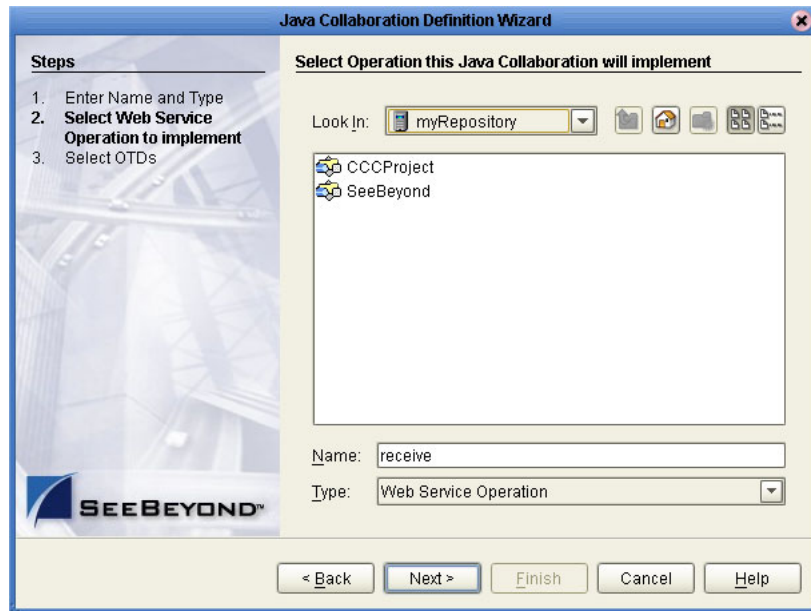 Java Collaboration Definition Wizard
Steps
1. Enter Name and Type
2. Select Web Service
Operation to implement
3. Select OTDs
SEEBEYOND™
Select Operation this Java Collaboration will implement
Look In: myRepository
CCCProject
SeeBeyond
Name: receive
Type: Web Service Operation
< Back Next > Finish Cancel Help